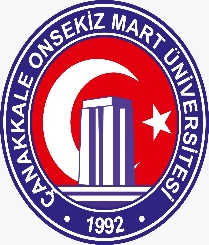 ÇANAKKALE ONSEKİZ MART ÜNİVERSİTESİ
· 1992 ·